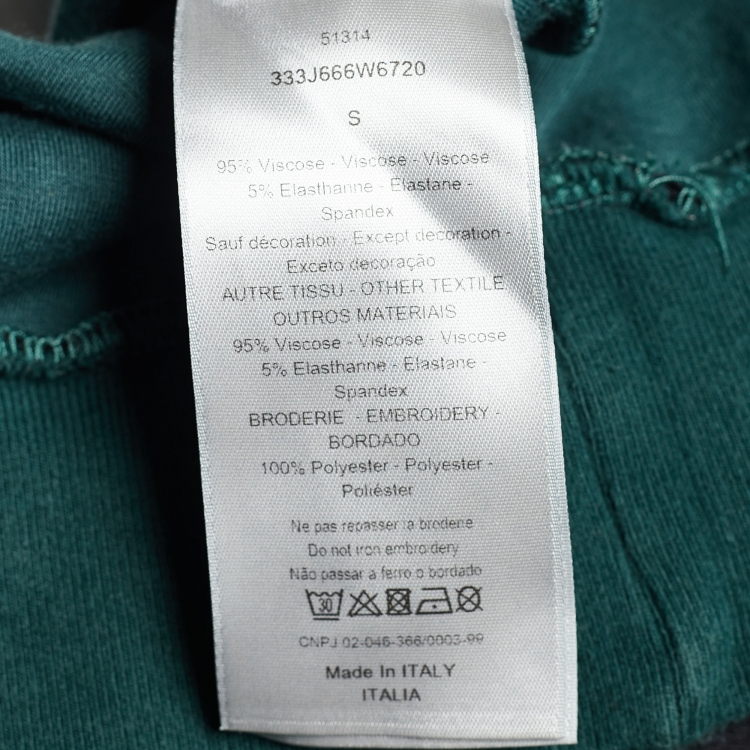 51314
333J666W6720
S
95% Viscose - Viscose - Viscose
5% Elasthanne - Elastane -
Spandex
Sauf décoration - Except decoration -
Exceto decoração
AUTRE TISSU - OTHER TEXTILE
OUTROS MATERIAIS
95% Viscose - Viscose - Viscose
5% Elasthanne - Elastane -
Spandex
BRODERIE - EMBROIDERY -
BORDADO
100% Polyester - Polyester -
Poliéster
Ne pas repasser la broderie
Do not iron embroidery
Não passar a ferro o bordado
30
CNPJ 02-046-366/0003-99
Made In ITALY
ITALIA